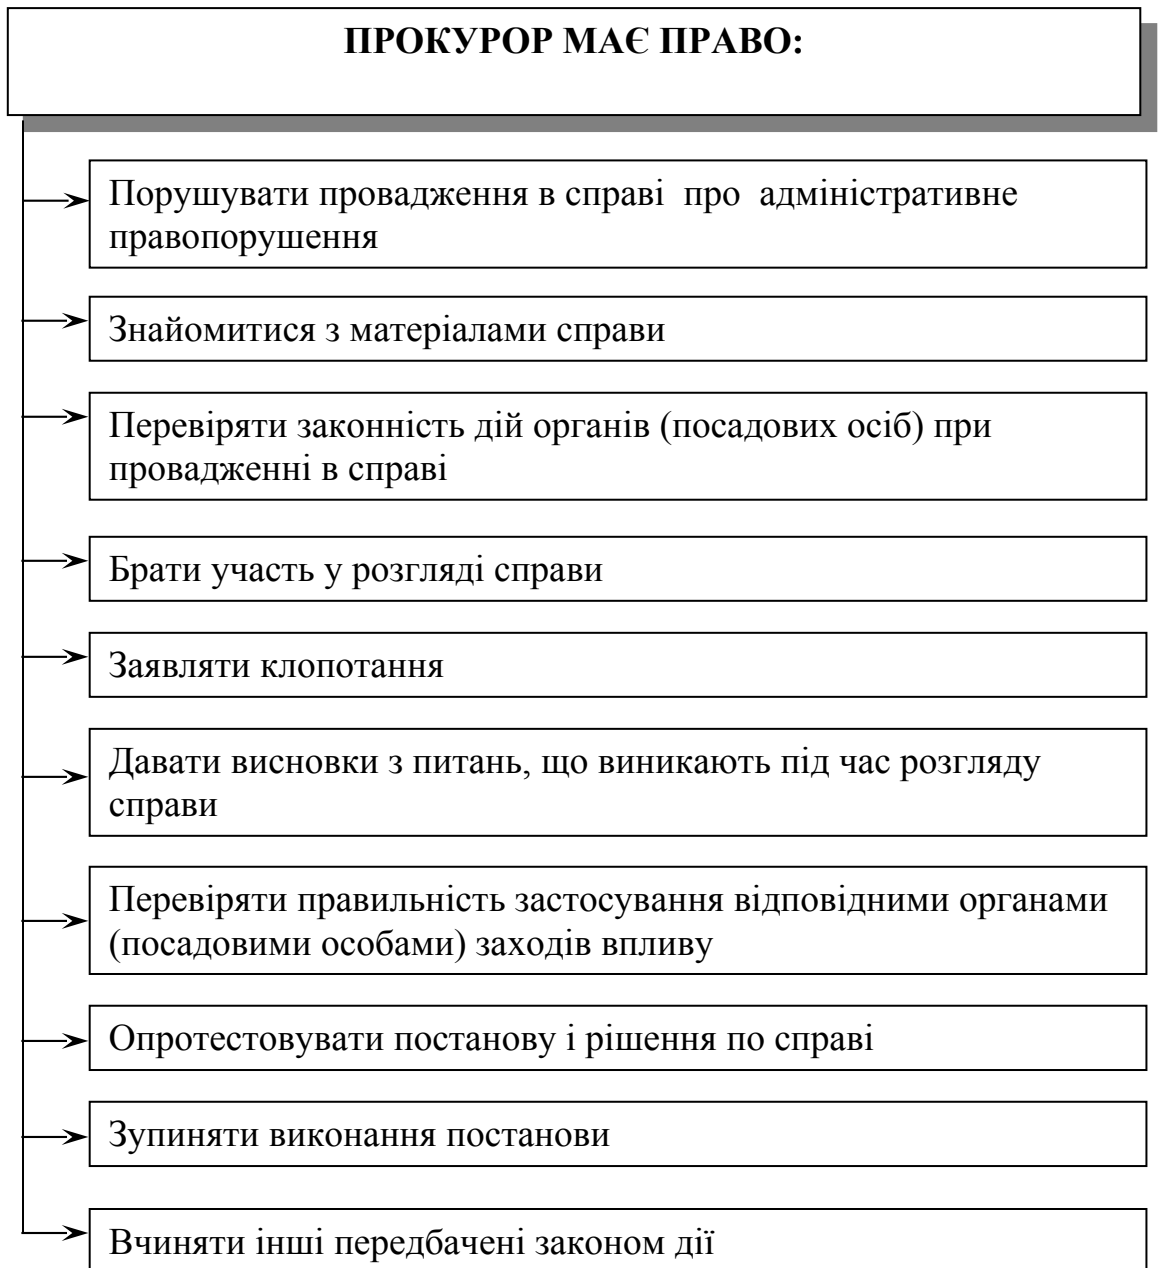 ПРОКУРОР МАЄ ПРАВО:
Порушувати провадження в справі про адміністративне
правопорушення
Знайомитися з матеріалами справи
Перевіряти законність дій органів (посадових осіб) при
провадженні в справі
Брати участь у розгляді справи
Заявляти клопотання
Давати висновки з питань, що виникають під час розгляду
справи
Перевіряти правильність застосування відповідними органами
(посадовими особами) заходів впливу
Опротестовувати постанову і рішення по справі
Зупиняти виконання постанови
Вчиняти інші передбачені законом дії